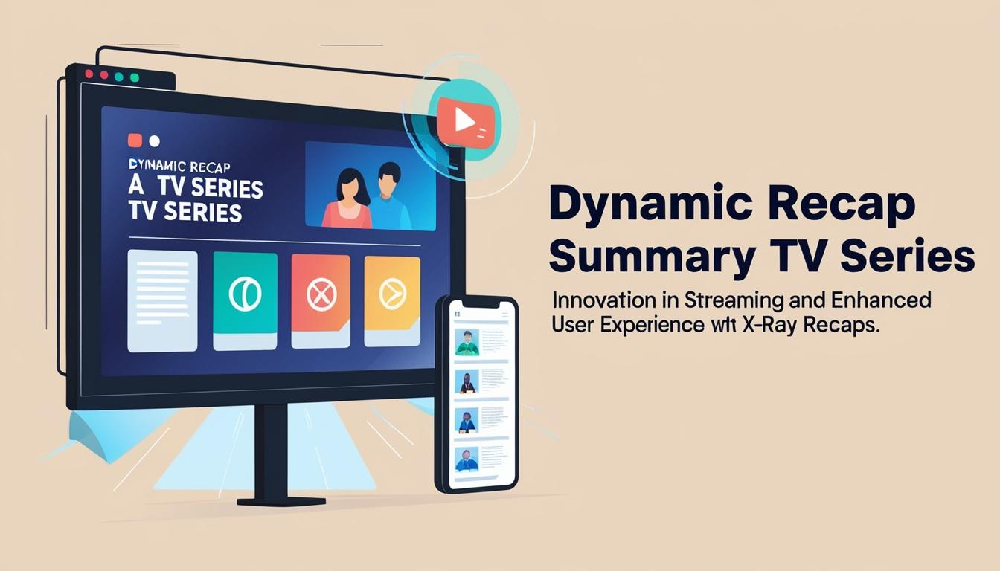 DYNAMIC RECAP
A TV SERIES
TV SERIES
Dynamic Recap
Summary TV Series
Innovation in Streaming and Enhanced
User Experience wht X-Ray Recaps.